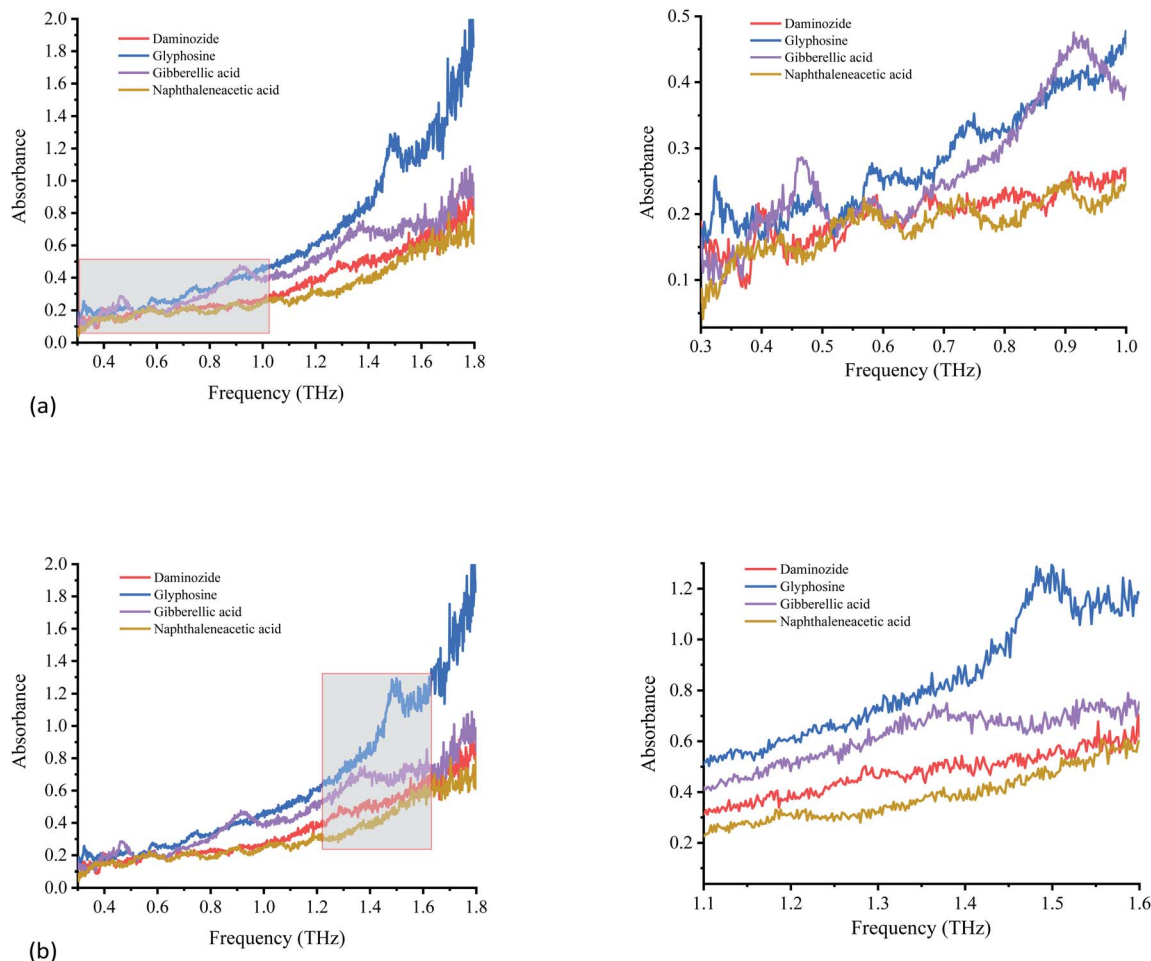 2.0
1.8
1.6
1.4
1.2
1.0
0.8
0.6
0.4
0.2
0.0
Absorbance
Daminozide
Glyphosine
Gibberellic acid
Naphthaleneacetic acid
0.4 0.6 0.8 1.0 1.2 1.4 1.6 1.8
Frequency (THz)
(a)
0.5
0.4
0.3
0.2
0.1
Absorbance
Daminozide
Glyphosine
Gibberellic acid
Naphthaleneacetic acid
0.3 0.4 0.5 0.6 0.7 0.8 0.9 1.0
Frequency (THz)
2.0
1.8
1.6
1.4
1.2
1.0
0.8
0.6
0.4
0.2
0.0
Absorbance
Daminozide
Glyphosine
Gibberellic acid
Naphthaleneacetic acid
0.4 0.6 0.8 1.0 1.2 1.4 1.6 1.8
Frequency (THz)
(b)
1.2
1.0
0.8
0.6
0.4
0.2
Absorbance
Daminozide
Glyphosine
Gibberellic acid
Naphthaleneacetic acid
1.1 1.2 1.3 1.4 1.5 1.6
Frequency (THz)